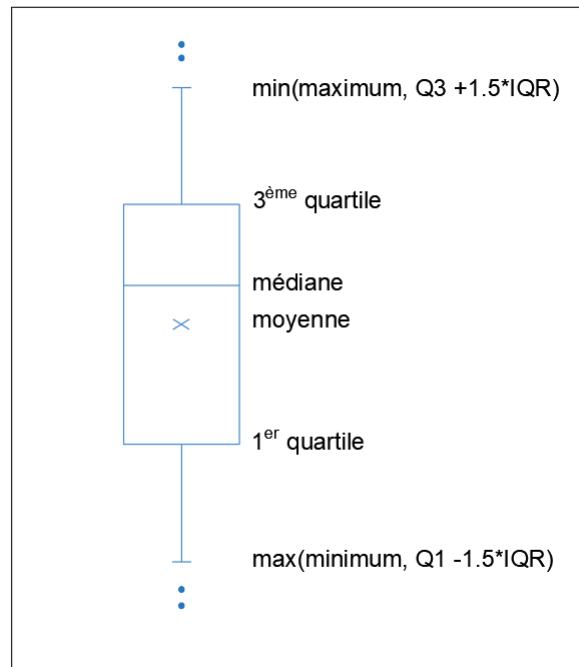 min(maximum, Q3 +1.5*IQR)
3ème quartile
médiane
moyenne
1er quartile
max(minimum, Q1 -1.5*IQR)